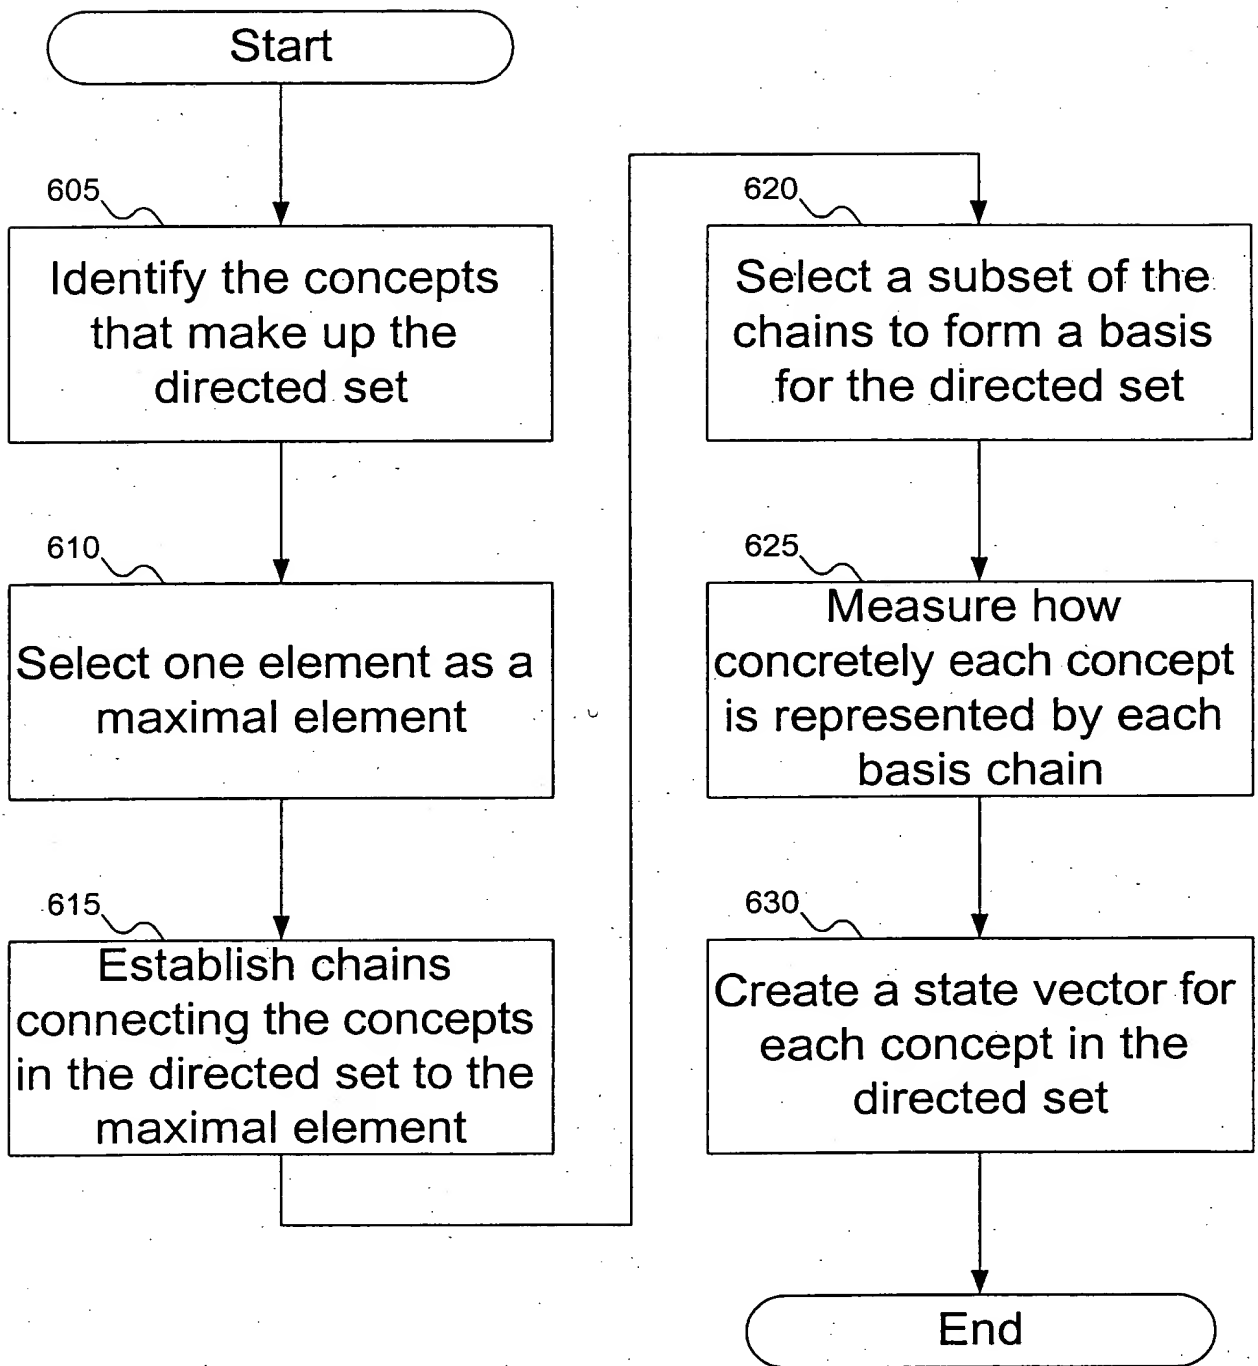 Start
605
Identify the concepts
that make up the
directed set
610
Select one element as a
maximal element
615
Establish chains
connecting the concepts
in the directed set to the
maximal element
620
Select a subset of the
chains to form a basis
for the directed set
625
Measure how
concretely each concept
is represented by each
basis chain
630
Create a state vector for
each concept in the
directed set
End